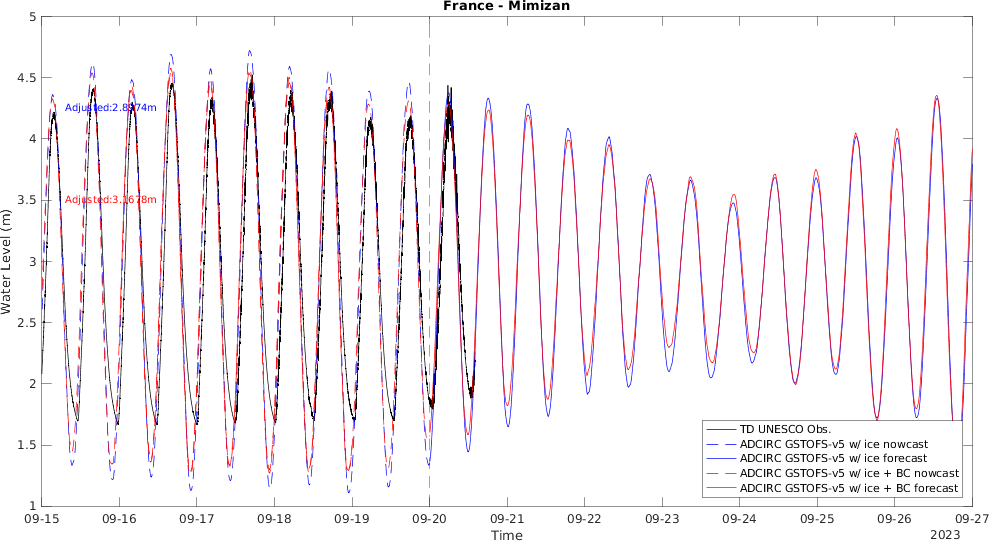 France - Mimizan
Water Level (m)
5
4.5
4
3.5
3
2.5
2
1.5
1
Adjusted:2.8974m
Adjusted:3.1678m
TD UNESCO Obs.
ADCIRC GSTOFS-v5 w/ ice nowcast
ADCIRC GSTOFS-v5 w/ ice forecast
ADCIRC GSTOFS-v5 w/ ice + BC nowcast
ADCIRC GSTOFS-v5 w/ ice + BC forecast
09-15 09-16 09-17 09-18 09-19 09-20 09-21 09-22 09-23 09-24 09-25 09-26 09-27
Time
2023